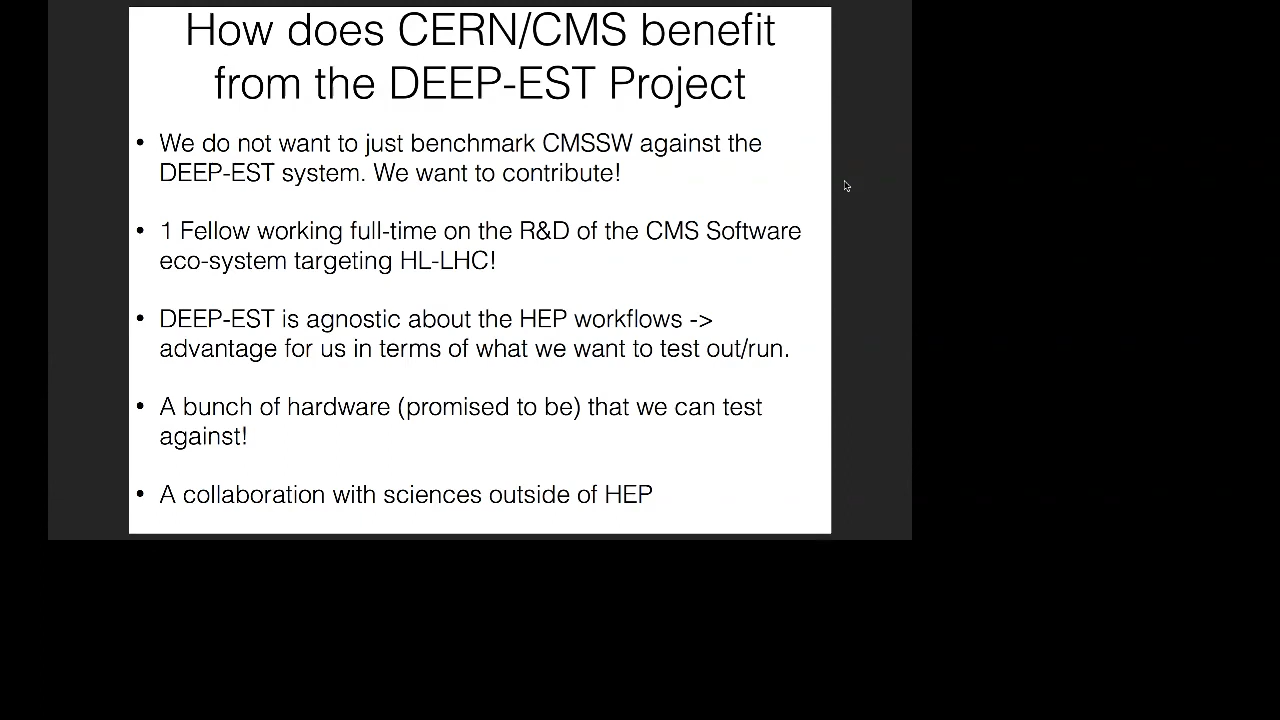 How does CERN/CMS benefit
from the DEEP-EST Project
• We do not want to just benchmark CMSSW against the
DEEP-EST system. We want to contribute!
• 1 Fellow working full-time on the R&D of the CMS Software
eco-system targeting HL-LHC!
• DEEP-EST is agnostic about the HEP workflows ->
advantage for us in terms of what we want to test out/run.
• A bunch of hardware (promised to be) that we can test
against!
• A collaboration with sciences outside of HEP